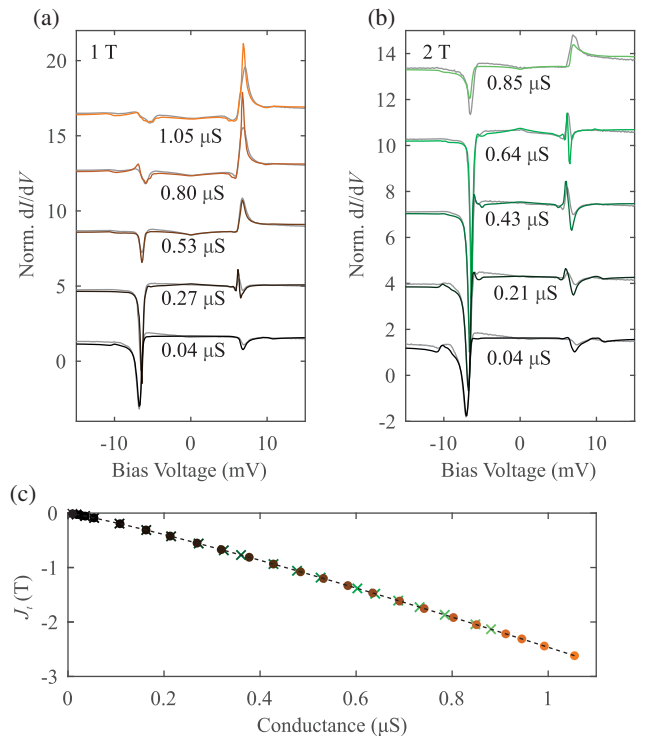 (a)
1 T
20
15
10
5
0
Norm. dI/dV
1.05 μS
0.80 μS
0.53 μS
0.27 μS
0.04 μS
-10 0 10
Bias Voltage (mV)
(b)
2 T
14
12
10
8
6
4
2
0
-2
Norm. dI/dV
0.85 μS
0.64 μS
0.43 μS
0.21 μS
0.04 μS
-10 0 10
Bias Voltage (mV)
(c)
0
-1
-2
-3
Jₜ (T)
0 0.2 0.4 0.6 0.8 1
Conductance (μS)